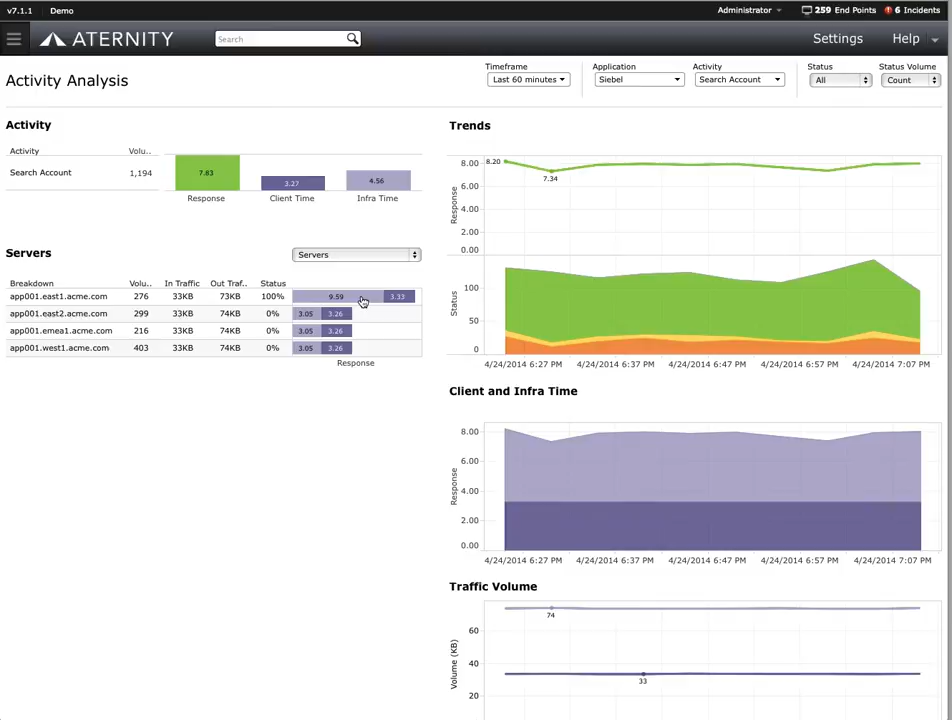 v7.1.1 Demo Administrator 259 End Points 6 Incidents
ATERNITY Search Settings Help
Activity Analysis
Timeframe Application Activity Status Status Volume
Last 60 minutes Siebel Search Account All Count
Activity
Activity Volu..
Search Account 1,194
7.83 3.27 4.56
Response Client Time Infra Time
Servers Servers
Breakdown Volu.. In Traffic Out Traf.. Status
app001.east1.acme.com 276 33KB 73KB 100% 9.59 3.33
app001.east2.acme.com 299 33KB 74KB 0% 3.05 3.26
app001.emea1.acme.com 216 33KB 74KB 0% 3.05 3.26
app001.west1.acme.com 403 33KB 74KB 0% 3.05 3.26
Response
Trends
8.00 8.20
7.34
6.00
4.00
2.00
0.00
Response
100
50
0
Status
4/24/2014 6:27 PM 4/24/2014 6:37 PM 4/24/2014 6:47 PM 4/24/2014 6:57 PM 4/24/2014 7:07 PM
Client and Infra Time
8.00
6.00
4.00
2.00
0.00
Response
4/24/2014 6:27 PM 4/24/2014 6:37 PM 4/24/2014 6:47 PM 4/24/2014 6:57 PM 4/24/2014 7:07 PM
Traffic Volume
74
60
40
33
20
Volume (KB)